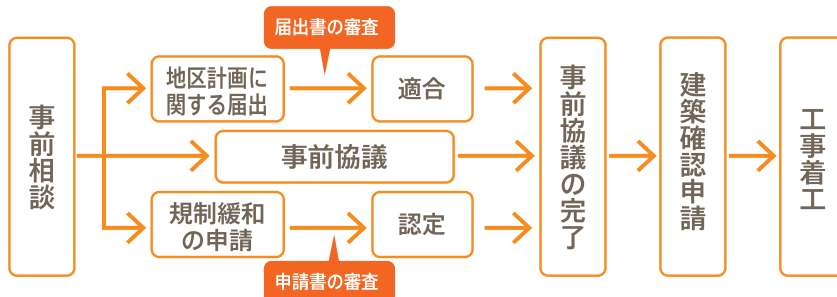 事前相談
届出書の審査
地区計画に
関する届出
適合
事前協議
規制緩和
の申請
認定
申請書の審査
事前協議の完了
建築確認申請
工事着工